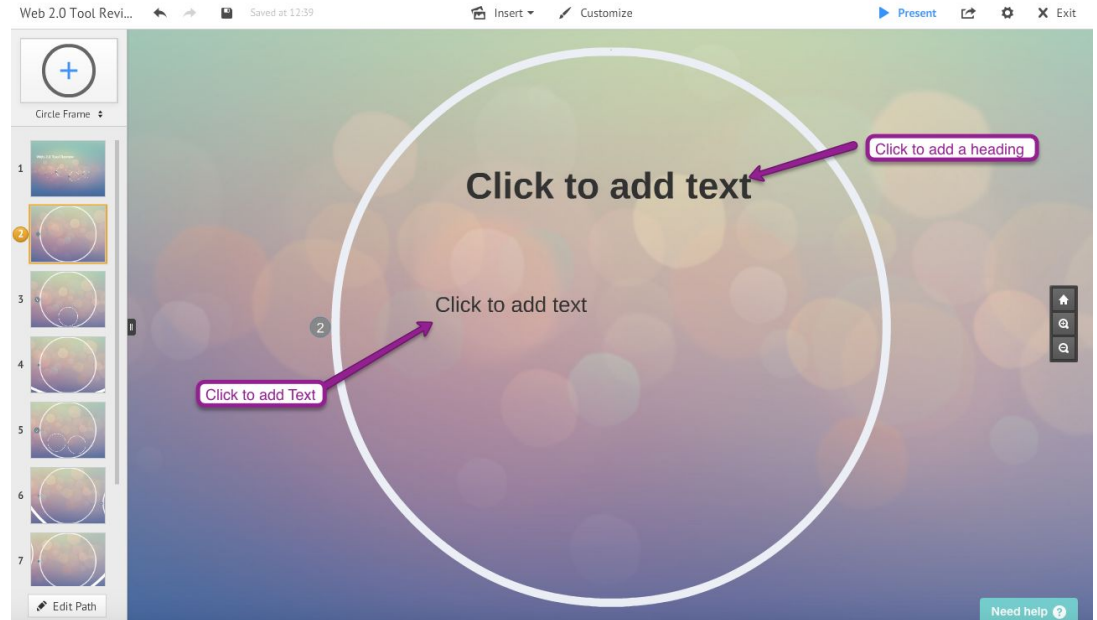 Web 2.0 Tool Revi... Saved at 12:39 Insert Customize Present Exit
Circle Frame
1
2
3
4
5
6
7
Edit Path
Click to add a heading
Click to add text
Click to add text
2
Click to add Text
Need help ?